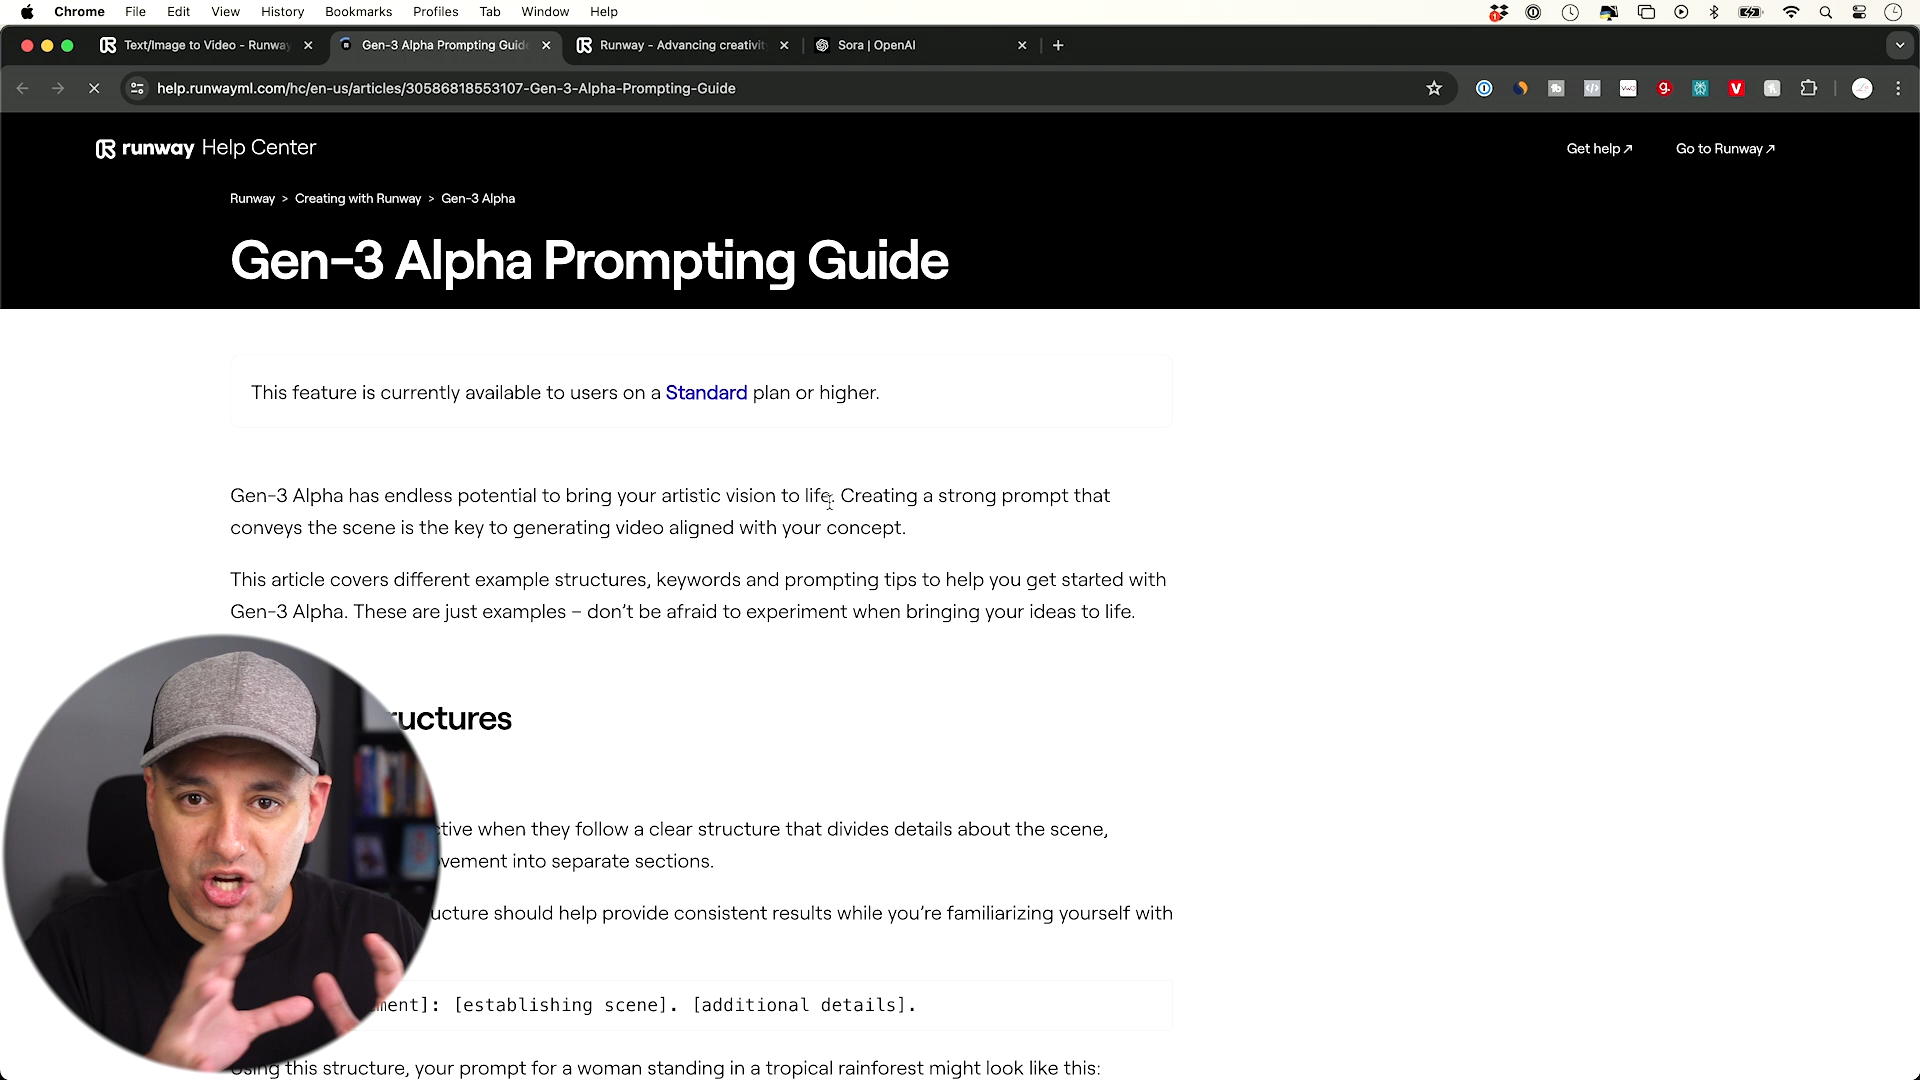 Chrome File Edit View History Bookmarks Profiles Tab Window Help
Text/Image to Video - Runway
Gen-3 Alpha Prompting Guid
Runway - Advancing creativit
Sora | OpenAI
help.runwayml.com/hc/en-us/articles/30586818553107-Gen-3-Alpha-Prompting-Guide
runway Help Center
Get help ↗ Go to Runway ↗
Runway > Creating with Runway > Gen-3 Alpha
Gen-3 Alpha Prompting Guide
This feature is currently available to users on a Standard plan or higher.
Gen-3 Alpha has endless potential to bring your artistic vision to life. Creating a strong prompt that
conveys the scene is the key to generating video aligned with your concept.
This article covers different example structures, keywords and prompting tips to help you get started with
Gen-3 Alpha. These are just examples – don't be afraid to experiment when bringing your ideas to life.
ructures
ctive when they follow a clear structure that divides details about the scene,
vement into separate sections.
ucture should help provide consistent results while you're familiarizing yourself with
ment]: [establishing scene]. [additional details].
Using this structure, your prompt for a woman standing in a tropical rainforest might look like this: